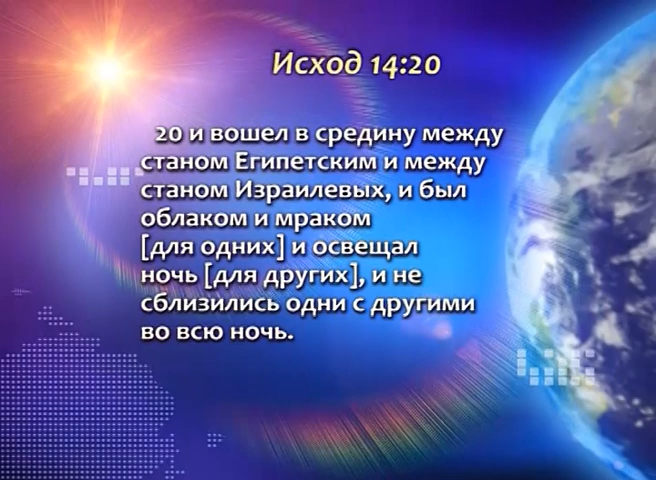 Исход 14:20
20 и вошел в средину между
станом Египетским и между
станом Израилевых, и был
облаком и мраком
[для одних] и освещал
ночь [для других], и не
сблизились одни с другими
во всю ночь.